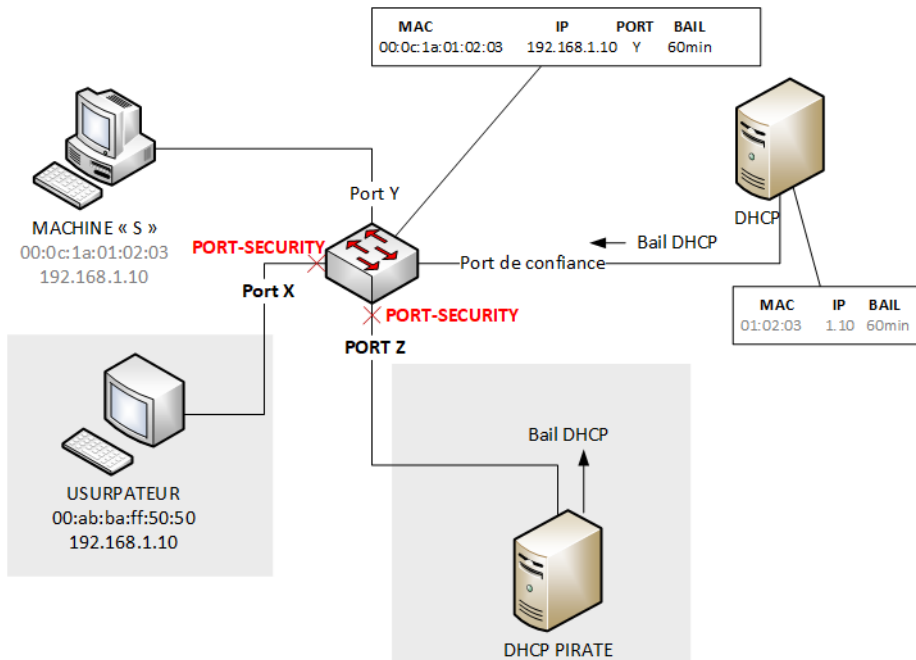 MAC IP PORT BAIL
00:0c:1a:01:02:03 192.168.1.10 Y 60min
Port Y
MACHINE « S »
00:0c:1a:01:02:03
192.168.1.10
DHCP
Bail DHCP
PORT-SECURITY
Port de confiance
Port X
PORT-SECURITY
PORT Z
MAC IP BAIL
01:02:03 1.10 60min
USURPATEUR
00:ab:ba:ff:50:50
192.168.1.10
Bail DHCP
DHCP PIRATE